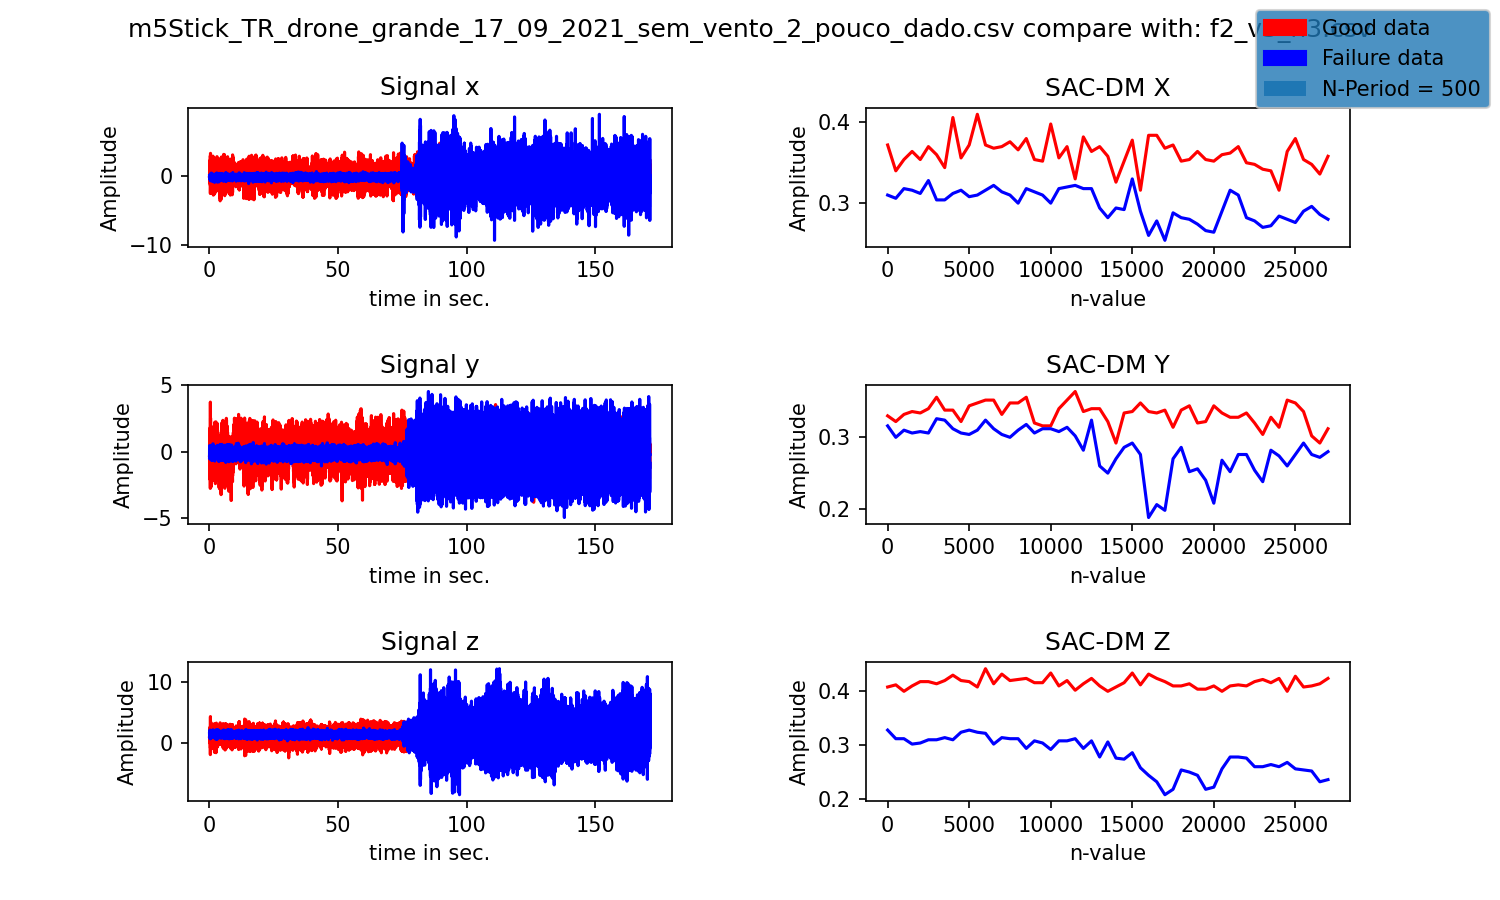 m5Stick_TR_drone_grande_17_09_2021_sem_vento_2_pouco_dado.csv compare with:
Good data
Failure data
N-Period = 500
Signal x
Amplitude
0
−10
0 50 100 150
time in sec.
SAC-DM X
Amplitude
0.4
0.3
0 5000 10000 15000 20000 25000
n-value
Signal y
Amplitude
5
0
−5
0 50 100 150
time in sec.
SAC-DM Y
Amplitude
0.3
0.2
0 5000 10000 15000 20000 25000
n-value
Signal z
Amplitude
10
0
0 50 100 150
time in sec.
SAC-DM Z
Amplitude
0.4
0.3
0.2
0 5000 10000 15000 20000 25000
n-value